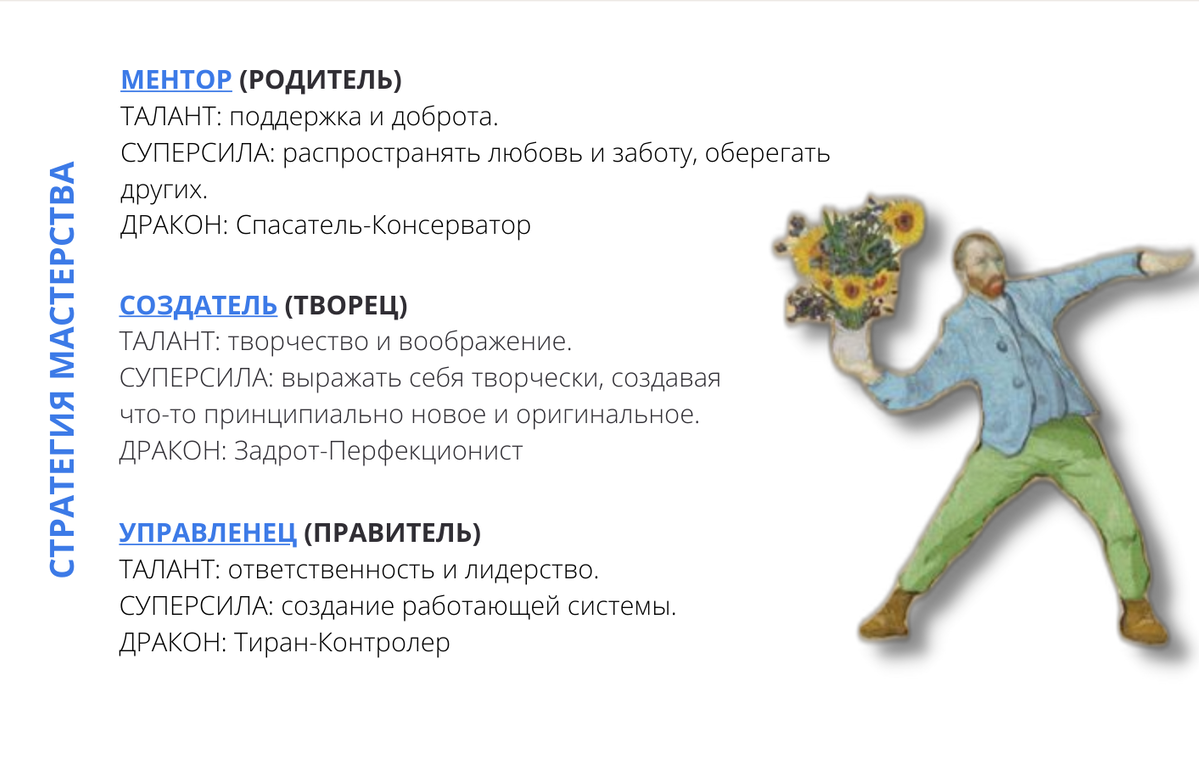 СТРАТЕГИЯ МАСТЕРСТВА
МЕНТОР (РОДИТЕЛЬ)
ТАЛАНТ: поддержка и доброта.
СУПЕРСИЛА: распространять любовь и заботу, оберегать
других.
ДРАКОН: Спасатель-Консерватор
СОЗДАТЕЛЬ (ТВОРЕЦ)
ТАЛАНТ: творчество и воображение.
СУПЕРСИЛА: выражать себя творчески, создавая
что-то принципиально новое и оригинальное.
ДРАКОН: Задрот-Перфекционист
УПРАВЛЕНЕЦ (ПРАВИТЕЛЬ)
ТАЛАНТ: ответственность и лидерство.
СУПЕРСИЛА: создание работающей системы.
ДРАКОН: Тиран-Контролер